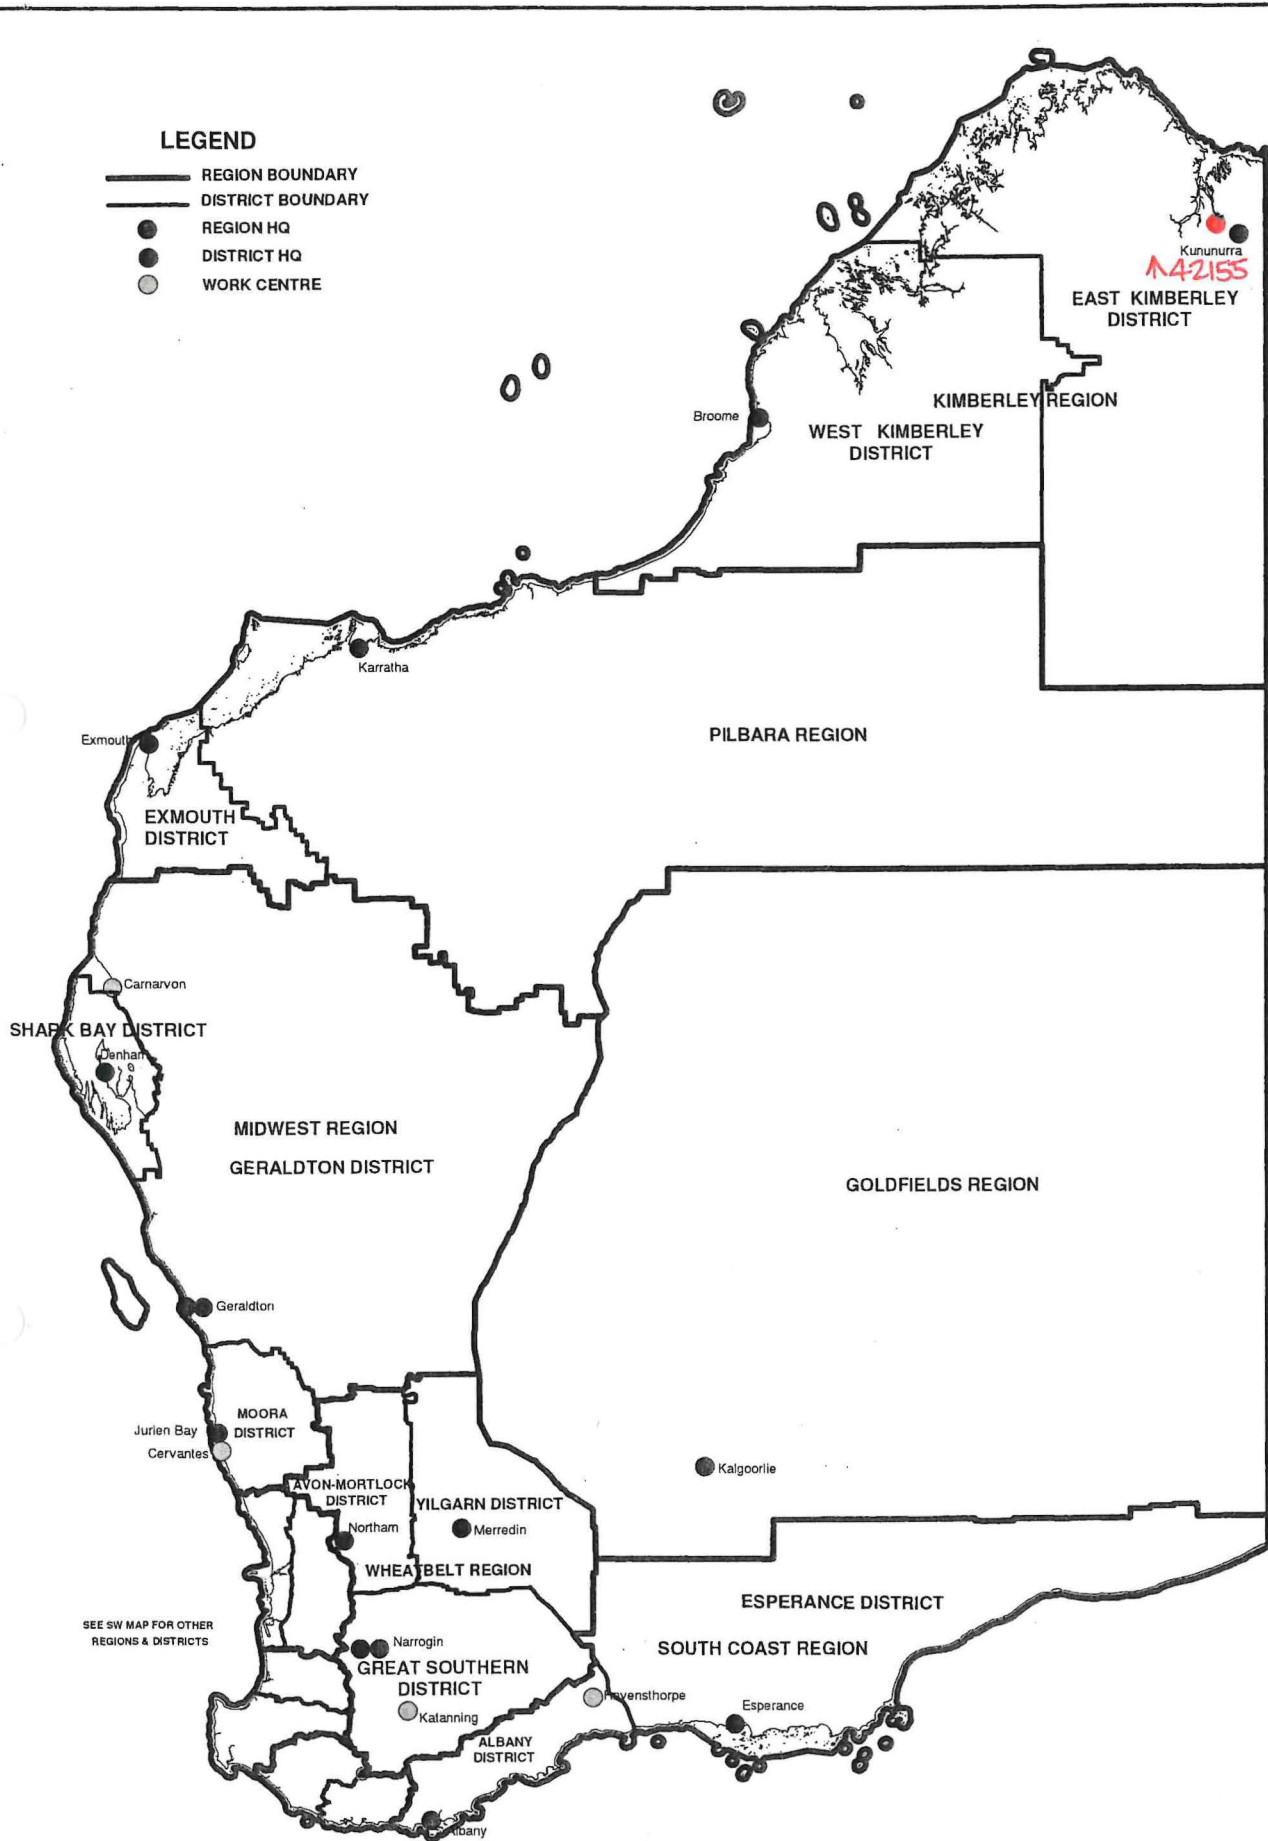 LEGEND
REGION BOUNDARY
DISTRICT BOUNDARY
REGION HQ
DISTRICT HQ
WORK CENTRE
Kununurra
A42155
EAST KIMBERLEY
DISTRICT
KIMBERLEY REGION
Broome
WEST KIMBERLEY
DISTRICT
Karratha
PILBARA REGION
Exmouth
EXMOUTH
DISTRICT
Carnarvon
SHARK BAY DISTRICT
Denham
MIDWEST REGION
GERALDTON DISTRICT
GOLDFIELDS REGION
Geraldton
MOORA
DISTRICT
Jurien Bay
Cervantes
Kalgoorlie
AVON-MORTLOCK
DISTRICT
YILGARN DISTRICT
Northam
Merredin
WHEATBELT REGION
ESPERANCE DISTRICT
SEE SW MAP FOR OTHER
REGIONS & DISTRICTS
SOUTH COAST REGION
Narrogin
GREAT SOUTHERN
DISTRICT
Ravensthorpe
Esperance
Katanning
ALBANY
DISTRICT
Albany